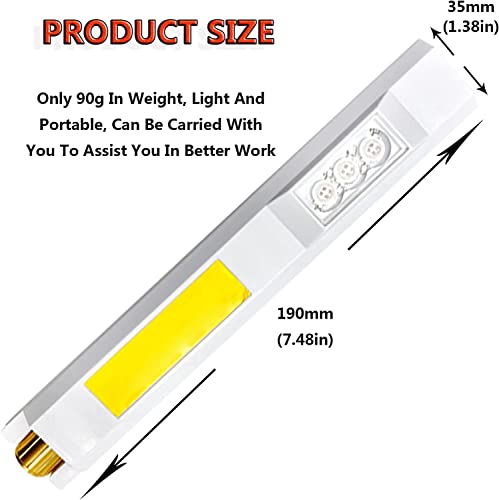 PRODUCT SIZE
35mm
(1.38in)
Only 90g In Weight, Light And
Portable, Can Be Carried With
You To Assist You In Better Work
190mm
(7.48in)